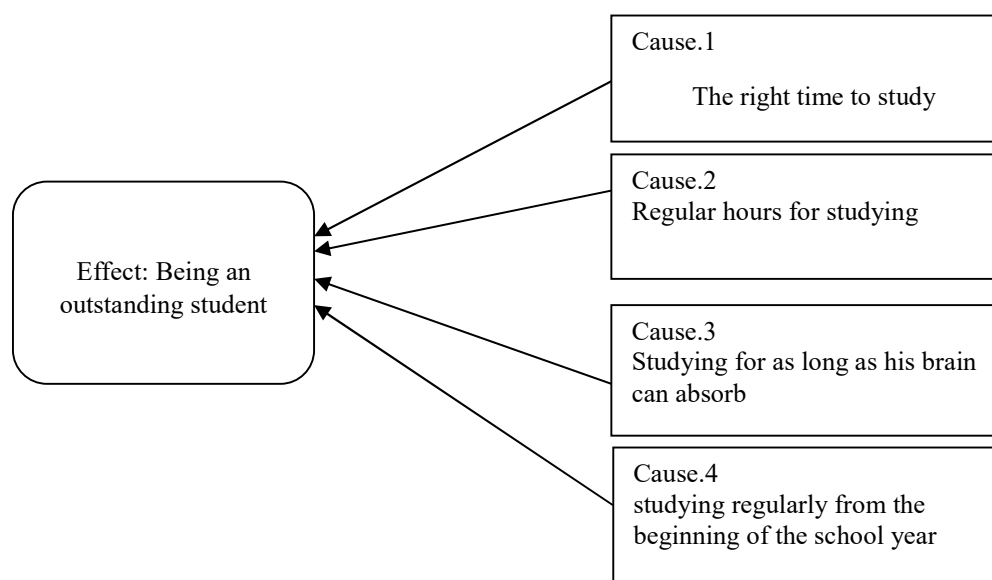 Cause.1
The right time to study
Cause.2
Regular hours for studying
Effect: Being an
outstanding student
Cause.3
Studying for as long as his brain
can absorb
Cause.4
studying regularly from the
beginning of the school year